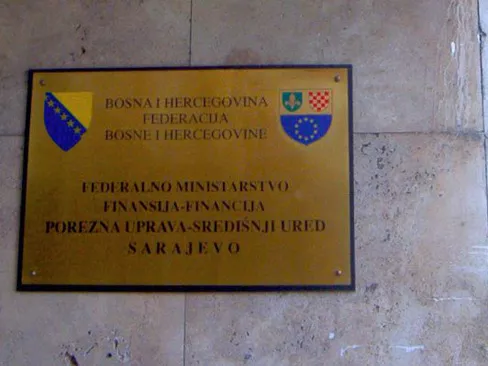 BOSNA I HERCEGOVINA
FEDERACIJA
BOSNE I HERCEGOVINE
FEDERALNO MINISTARSTVO
FINANSIJA-FINANCIJA
POREZNA UPRAVA-SREDIŠNJI URED
SARAJEVO